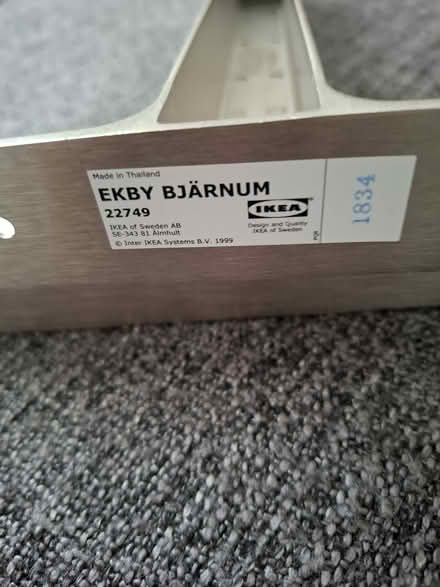 Made in Thailand
EKBY BJÄRNUM
22749
IKEA of Sweden AB
SE-343 81 Älmhult
© Inter IKEA Systems B.V. 1999
IKEA®
Design and Quality
IKEA of Sweden
PQR
1834